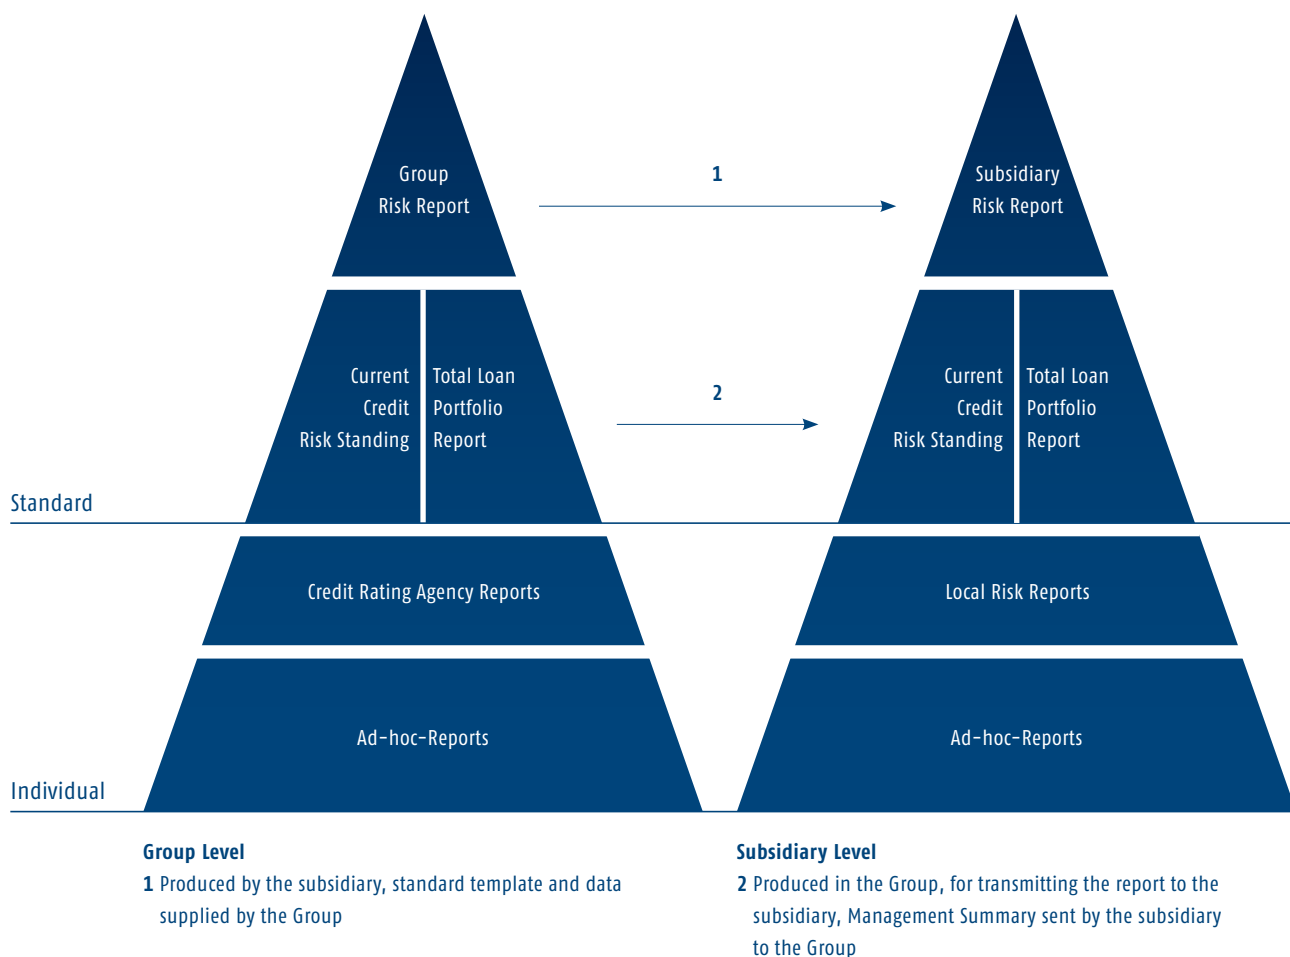 Group
Risk Report
1
Subsidiary
Risk Report
Current
Credit
Risk Standing
Total Loan
Portfolio
Report
2
Current
Credit
Risk Standing
Total Loan
Portfolio
Report
Standard
Credit Rating Agency Reports
Local Risk Reports
Ad-hoc-Reports
Ad-hoc-Reports
Individual
Group Level
1 Produced by the subsidiary, standard template and data
supplied by the Group
Subsidiary Level
2 Produced in the Group, for transmitting the report to the
subsidiary, Management Summary sent by the subsidiary
to the Group